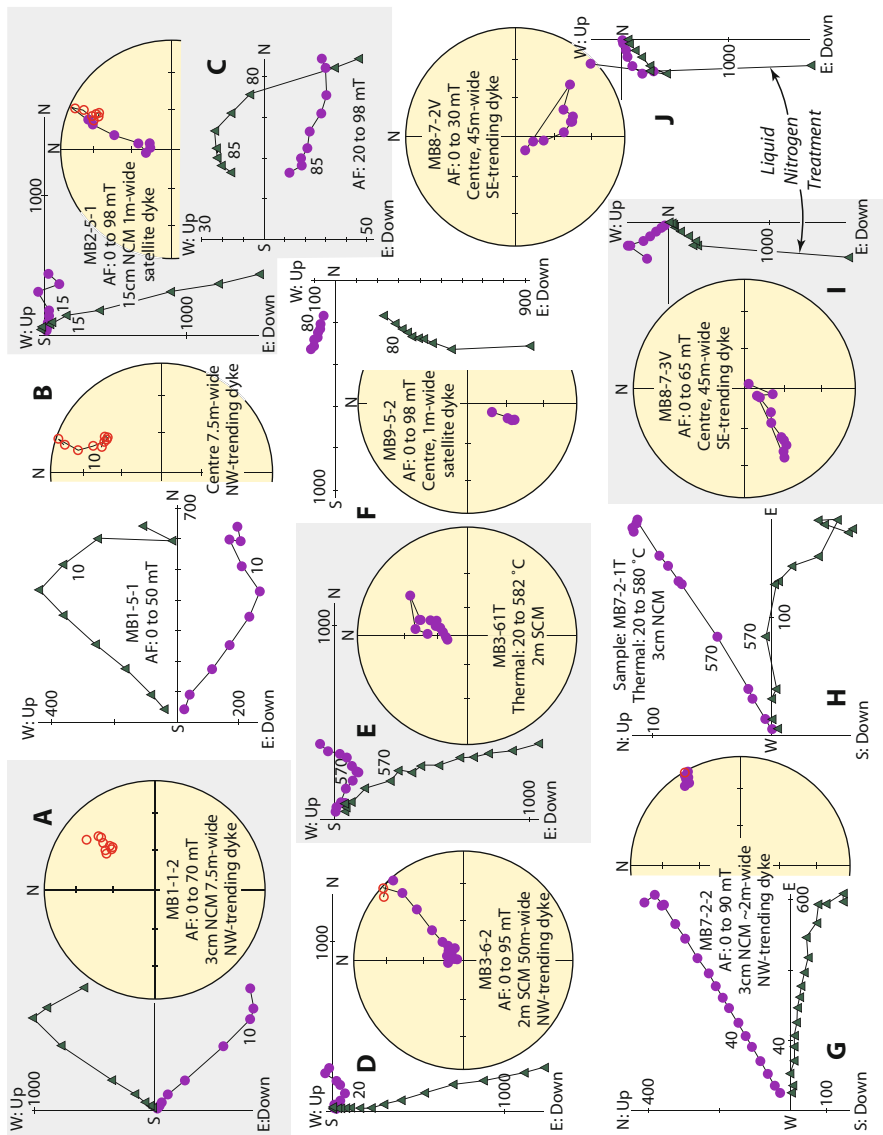 A
W: Up
1000
S
10
E:Down
N
MB1-1-2
AF: 0 to 70 mT
3cm NCM 7.5m-wide
NW-trending dyke
B
W: Up
400
10
MB1-5-1
AF: 0 to 50 mT
S
N
700
10
200
E: Down
N
10
Centre 7.5m-wide
NW-trending dyke
C
W: Up
S
1000
N
15
15
1000
E: Down
MB2-5-1
AF: 0 to 98 mT
15cm NCM 1m-wide
satellite dyke
W: Up
30
S
N
80
85
85
AF: 20 to 98 mT
50
E: Down
D
W: Up
S
1000
N
20
1000
E: Down
MB3-6-2
AF: 0 to 95 mT
2m SCM 50m-wide
NW-trending dyke
E
W: Up
S
1000
N
570
570
1000
E: Down
MB3-61T
Thermal: 20 to 582 ˚C
2m SCM
F
S
1000
N
MB9-5-2
AF: 0 to 98 mT
Centre, 1m-wide
satellite dyke
W: Up
100
N
80
80
900
E: Down
G
N: Up
400
W
E
600
40
40
100
S: Down
N
MB7-2-2
AF: 0 to 90 mT
3cm NCM ~2m-wide
NW-trending dyke
H
N: Up
100
Sample: MB7-2-1T
Thermal: 20 to 580 ˚C
3cm NCM
570
570
W
E
100
S: Down
I
N
MB8-7-3V
AF: 0 to 65 mT
Centre, 45m-wide
SE-trending dyke
W: Up
N
1000
E: Down
J
N
MB8-7-2V
AF: 0 to 30 mT
Centre, 45m-wide
SE-trending dyke
W: Up
N
1000
E: Down
Liquid
Nitrogen
Treatment